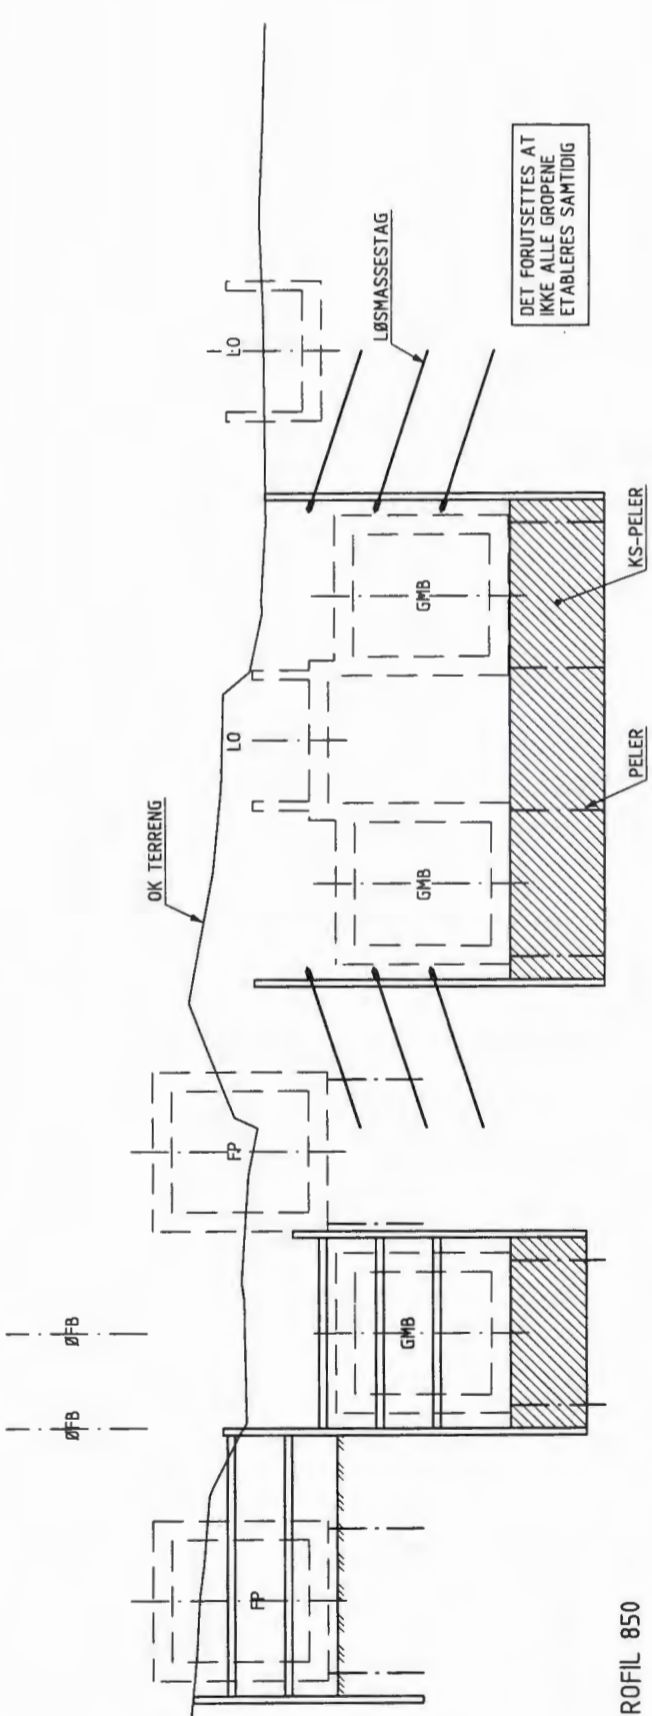 ØFB
ØFB
OK TERRENG
LO
LO
LØSMASSESTAG
FP
FP
GMB
GMB
GMB
DET FORUTSETTES AT
IKKE ALLE GROPENE
ETABLERES SAMTIDIG
PELER
KS-PELER
ROFIL 850